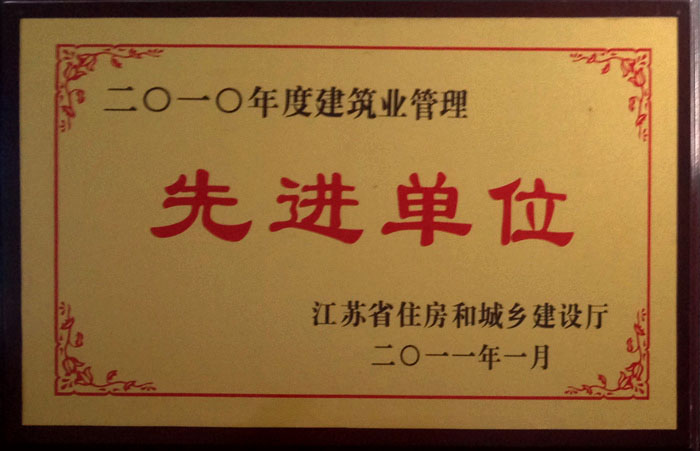 二〇一〇年度建筑业管理
先进单位
江苏省住房和城乡建设厅
二〇一一年一月